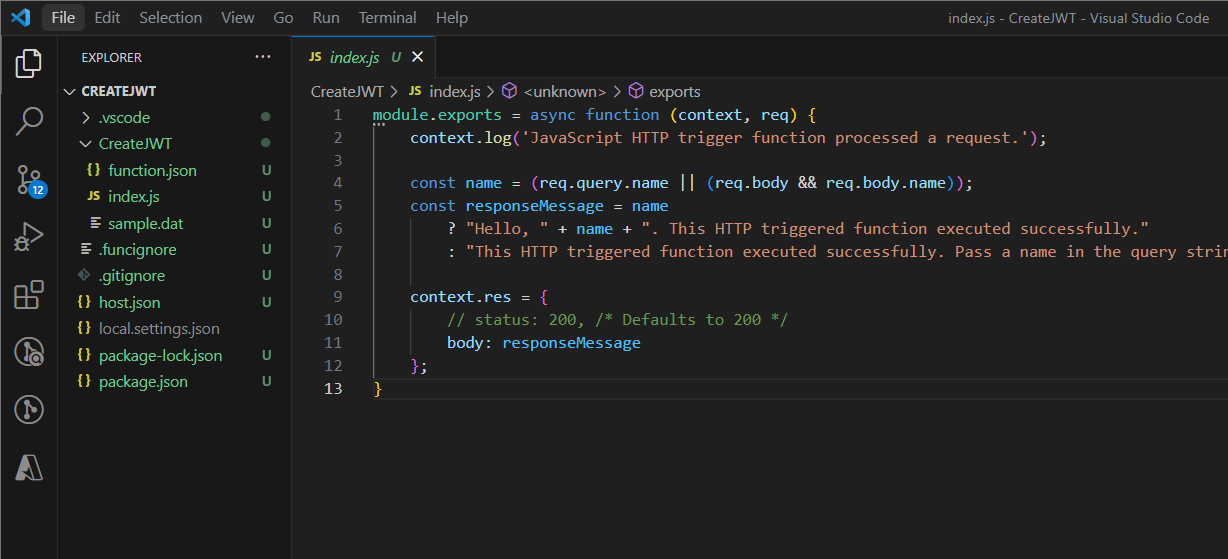 File Edit Selection View Go Run Terminal Help
index.js - CreateJWT - Visual Studio Code
EXPLORER ···
CREATEJWT
.vscode
CreateJWT
{} function.json U
JS index.js U
sample.dat U
.funcignore U
.gitignore U
{} host.json U
{} local.settings.json
{} package-lock.json U
{} package.json U
12
JS index.js U
CreateJWT > JS index.js > <unknown> > exports
1 module.exports = async function (context, req) {
2 context.log('JavaScript HTTP trigger function processed a request.');
3
4 const name = (req.query.name || (req.body && req.body.name));
5 const responseMessage = name
6 ? "Hello, " + name + ". This HTTP triggered function executed successfully."
7 : "This HTTP triggered function executed successfully. Pass a name in the query strin
8
9 context.res = {
10 // status: 200, /* Defaults to 200 */
11 body: responseMessage
12 };
13 }